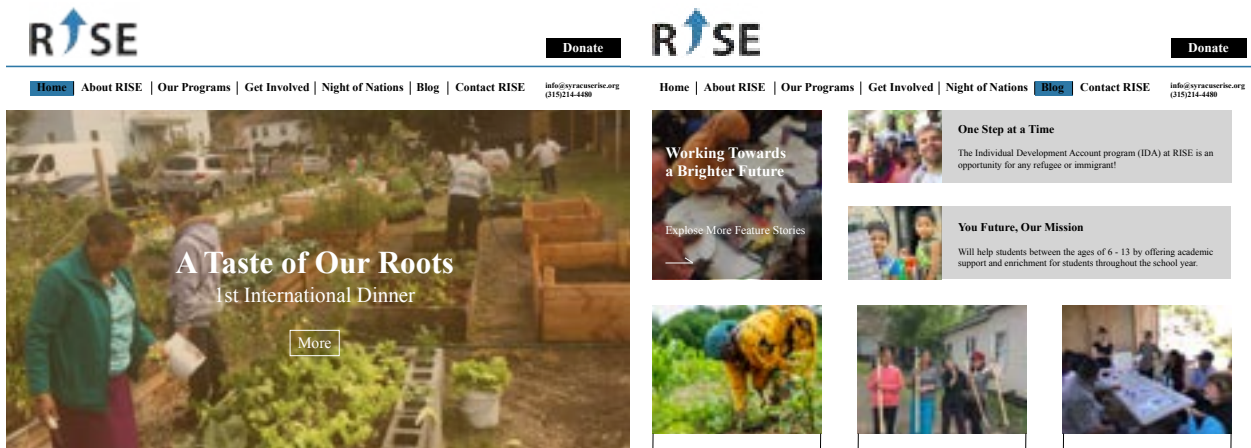 RISE
Donate
Home About RISE Our Programs Get Involved Night of Nations Blog Contact RISE
info@syracuserise.org
(315)214-4480
A Taste of Our Roots
1st International Dinner
More
RISE
Donate
Home About RISE Our Programs Get Involved Night of Nations Blog Contact RISE
info@syracuserise.org
(315)214-4480
Working Towards
a Brighter Future
Explose More Feature Stories
One Step at a Time
The Individual Development Account program (IDA) at RISE is an
opportunity for any refugee or immigrant!
You Future, Our Mission
Will help students between the ages of 6 - 13 by offering academic
support and enrichment for students throughout the school year.